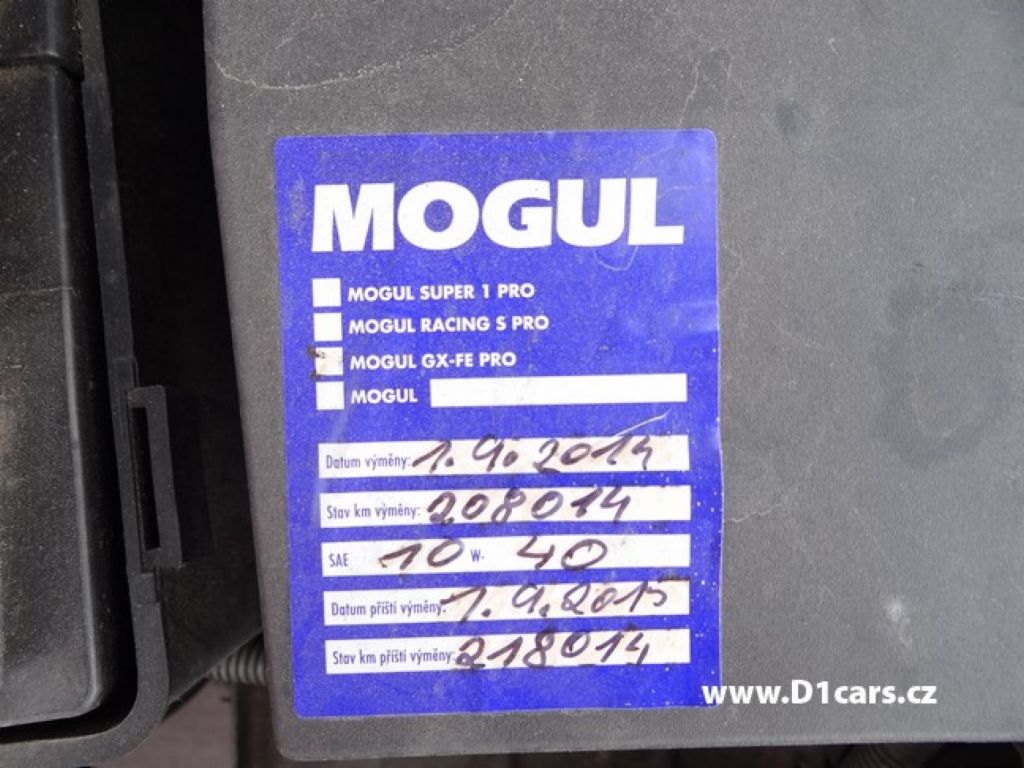 MOGUL
MOGUL SUPER 1 PRO
MOGUL RACING S PRO
MOGUL GX-FE PRO
MOGUL
Datum výměny: 1.9.2014
Stav km výměny: 208014
SAE 10 W- 40
Datum příští výměny: 1.9.2015
Stav km příští výměny: 218014
www.D1cars.cz